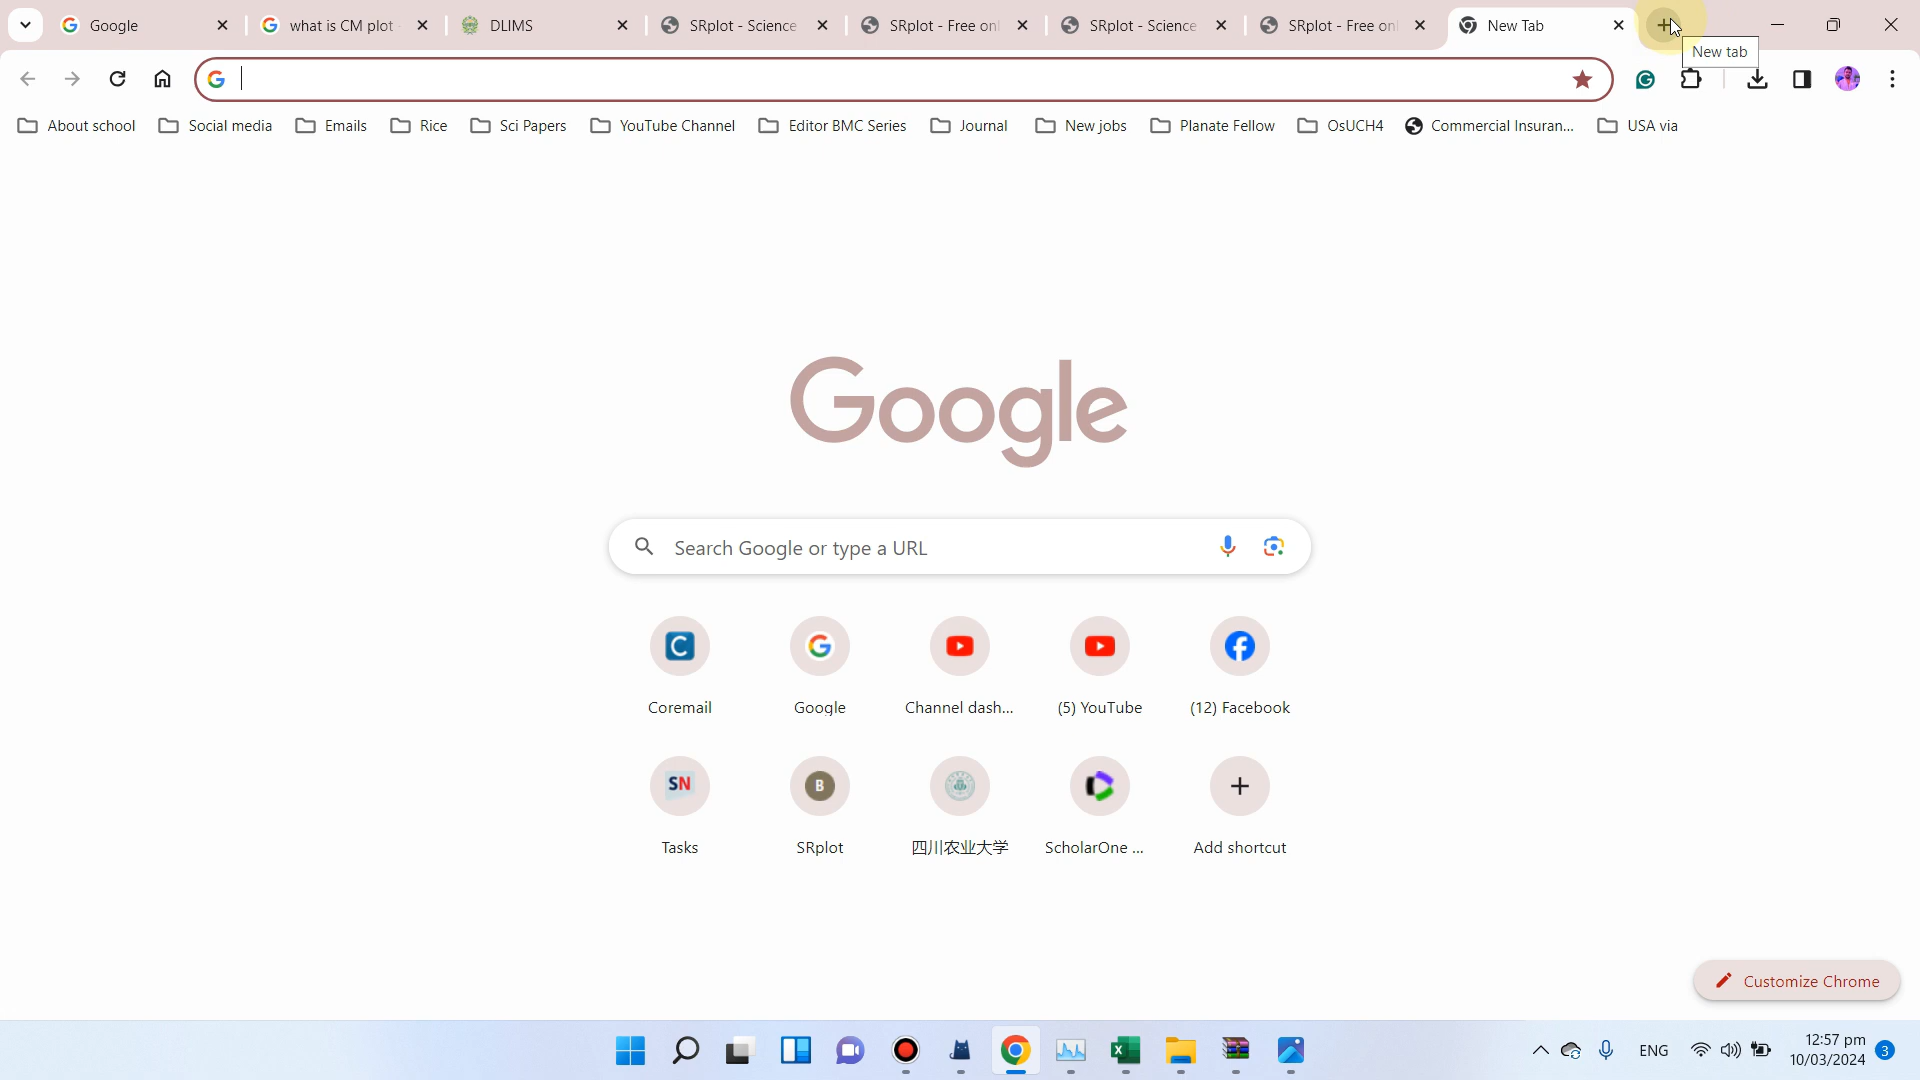 Google
what is CM plot -
DLIMS
SRplot - Science
SRplot - Free onl
SRplot - Science
SRplot - Free onl
New Tab
New tab
About school
Social media
Emails
Rice
Sci Papers
YouTube Channel
Editor BMC Series
Journal
New jobs
Planate Fellow
OsUCH4
Commercial Insuran...
USA via
Google
Search Google or type a URL
Coremail
Google
Channel dash...
(5) YouTube
(12) Facebook
SN
B
Tasks
SRplot
四川农业大学
ScholarOne ...
Add shortcut
Customize Chrome
ENG
12:57 pm
10/03/2024
3